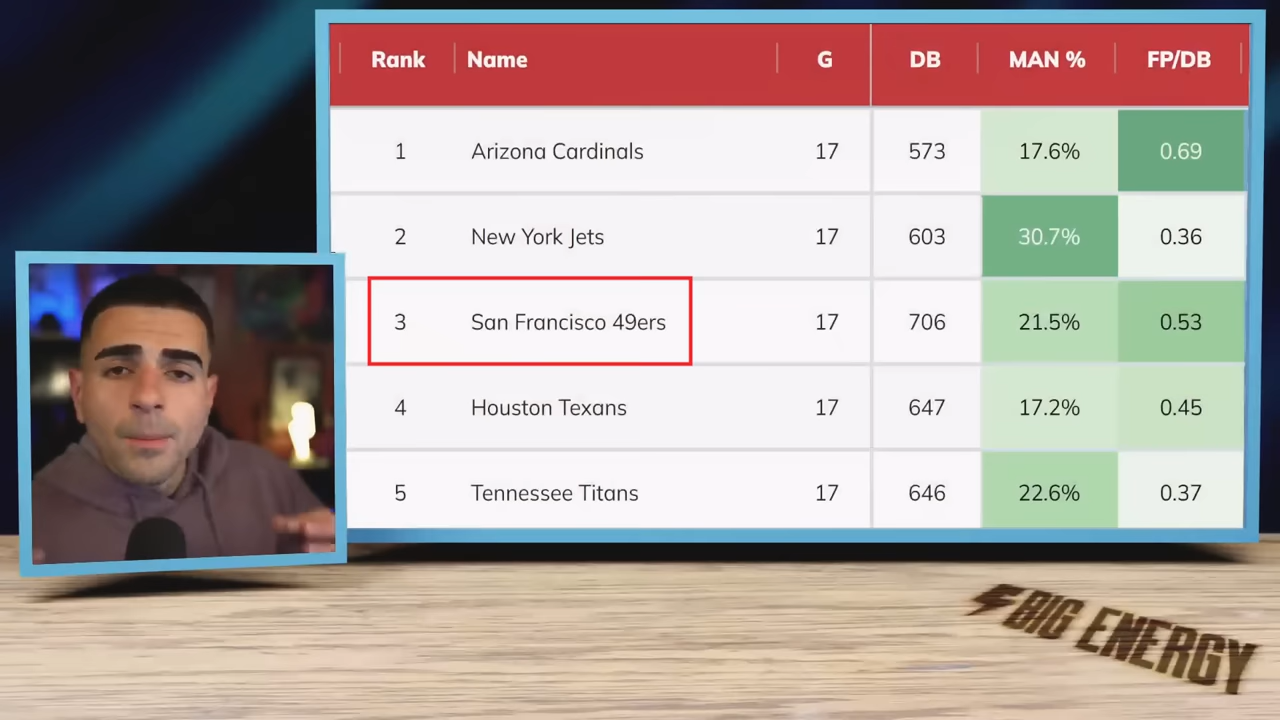 Rank Name G DB MAN % FP/DB
1 Arizona Cardinals 17 573 17.6% 0.69
2 New York Jets 17 603 30.7% 0.36
3 San Francisco 49ers 17 706 21.5% 0.53
4 Houston Texans 17 647 17.2% 0.45
5 Tennessee Titans 17 646 22.6% 0.37
BIG ENERGY